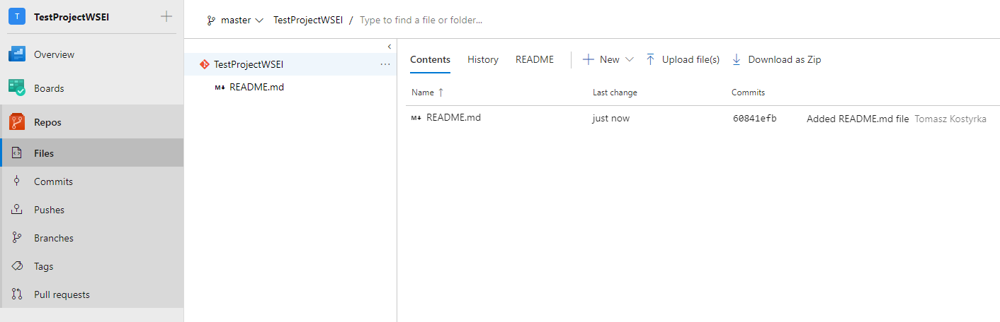 T TestProjectWSEI
Overview
Boards
Repos
Files
Commits
Pushes
Branches
Tags
Pull requests
master TestProjectWSEI / Type to find a file or folder...
TestProjectWSEI ...
M↓ README.md
Contents History README New Upload file(s) Download as Zip
Name ↑ Last change Commits
M↓ README.md just now 60841efb Added README.md file Tomasz Kostyrka